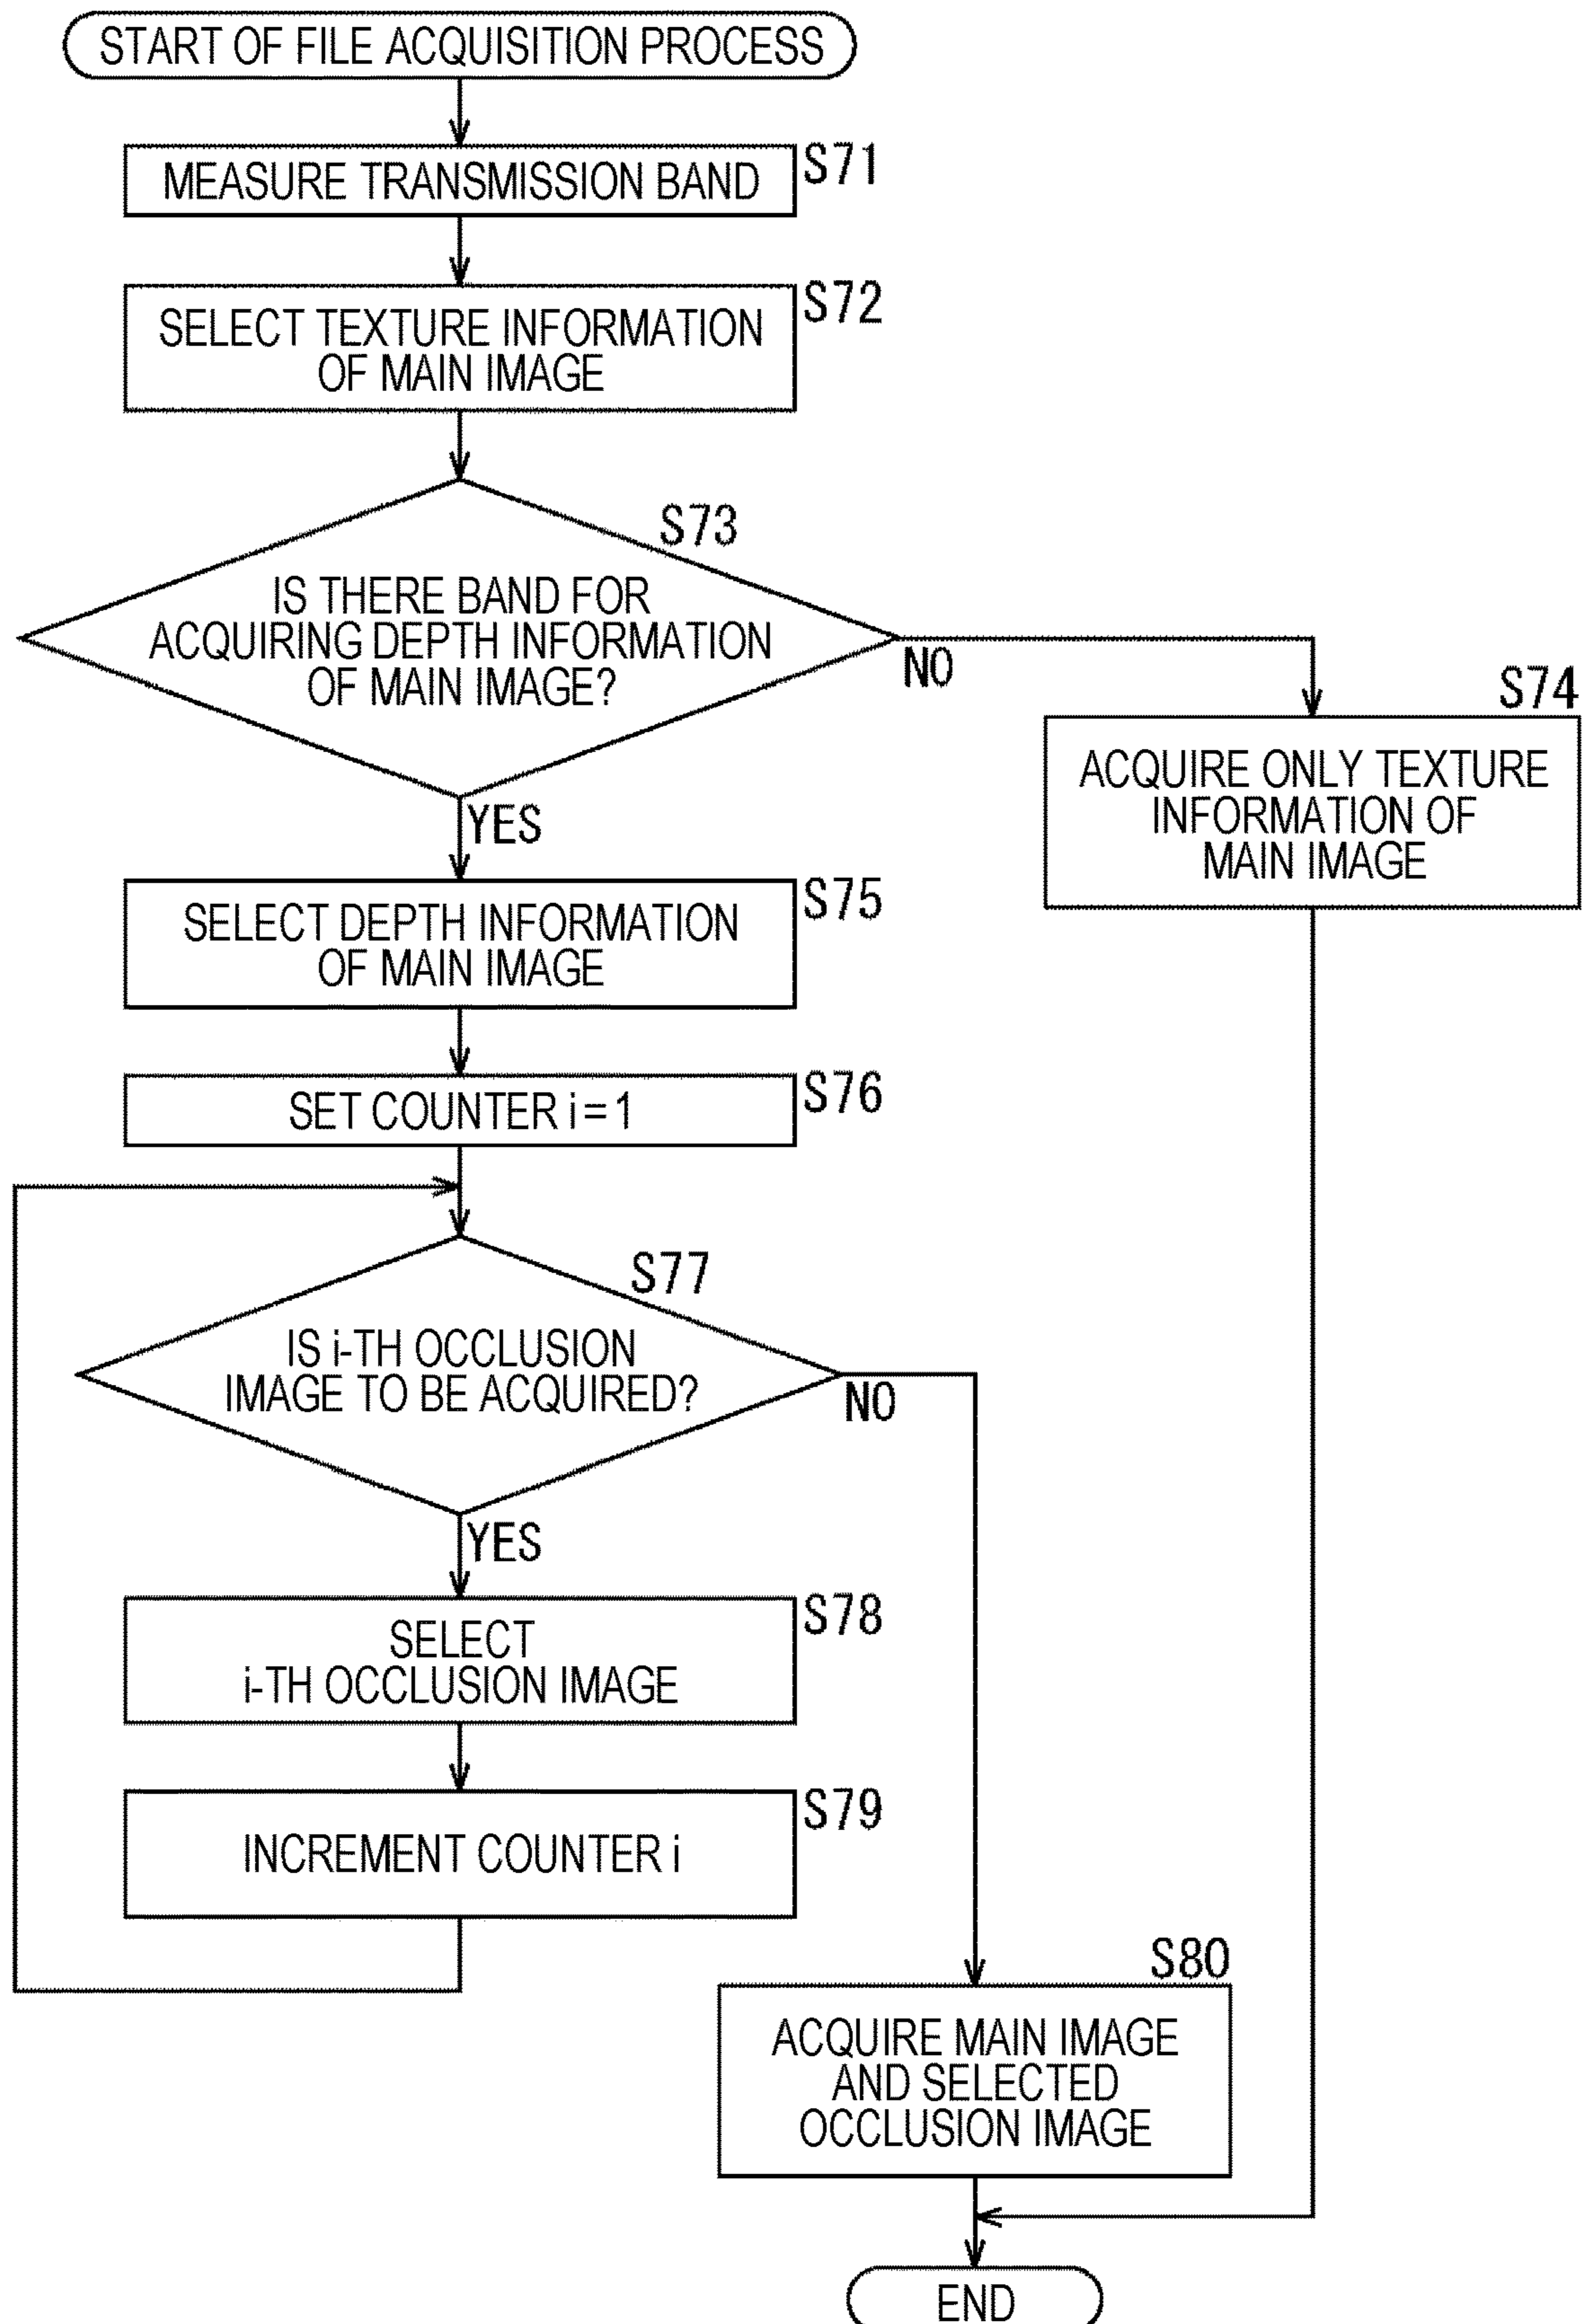 START OF FILE ACQUISITION PROCESS
S71
MEASURE TRANSMISSION BAND
S72
SELECT TEXTURE INFORMATION
OF MAIN IMAGE
S73
IS THERE BAND FOR
ACQUIRING DEPTH INFORMATION
OF MAIN IMAGE?
NO
S74
ACQUIRE ONLY TEXTURE
INFORMATION OF
MAIN IMAGE
YES
S75
SELECT DEPTH INFORMATION
OF MAIN IMAGE
S76
SET COUNTER i=1
S77
IS i-TH OCCLUSION
IMAGE TO BE ACQUIRED?
NO
YES
S78
SELECT
i-TH OCCLUSION IMAGE
S79
INCREMENT COUNTER i
S80
ACQUIRE MAIN IMAGE
AND SELECTED
OCCLUSION IMAGE
END